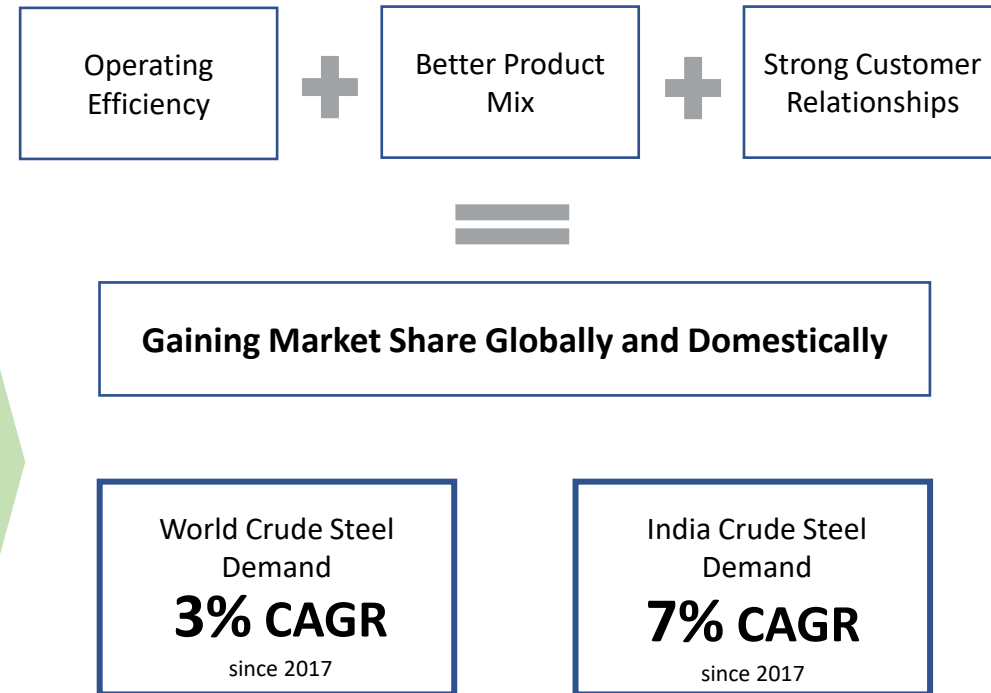 Operating
Efficiency
Better Product
Mix
Strong Customer
Relationships
Gaining Market Share Globally and Domestically
World Crude Steel
Demand
3% CAGR
since 2017
India Crude Steel
Demand
7% CAGR
since 2017